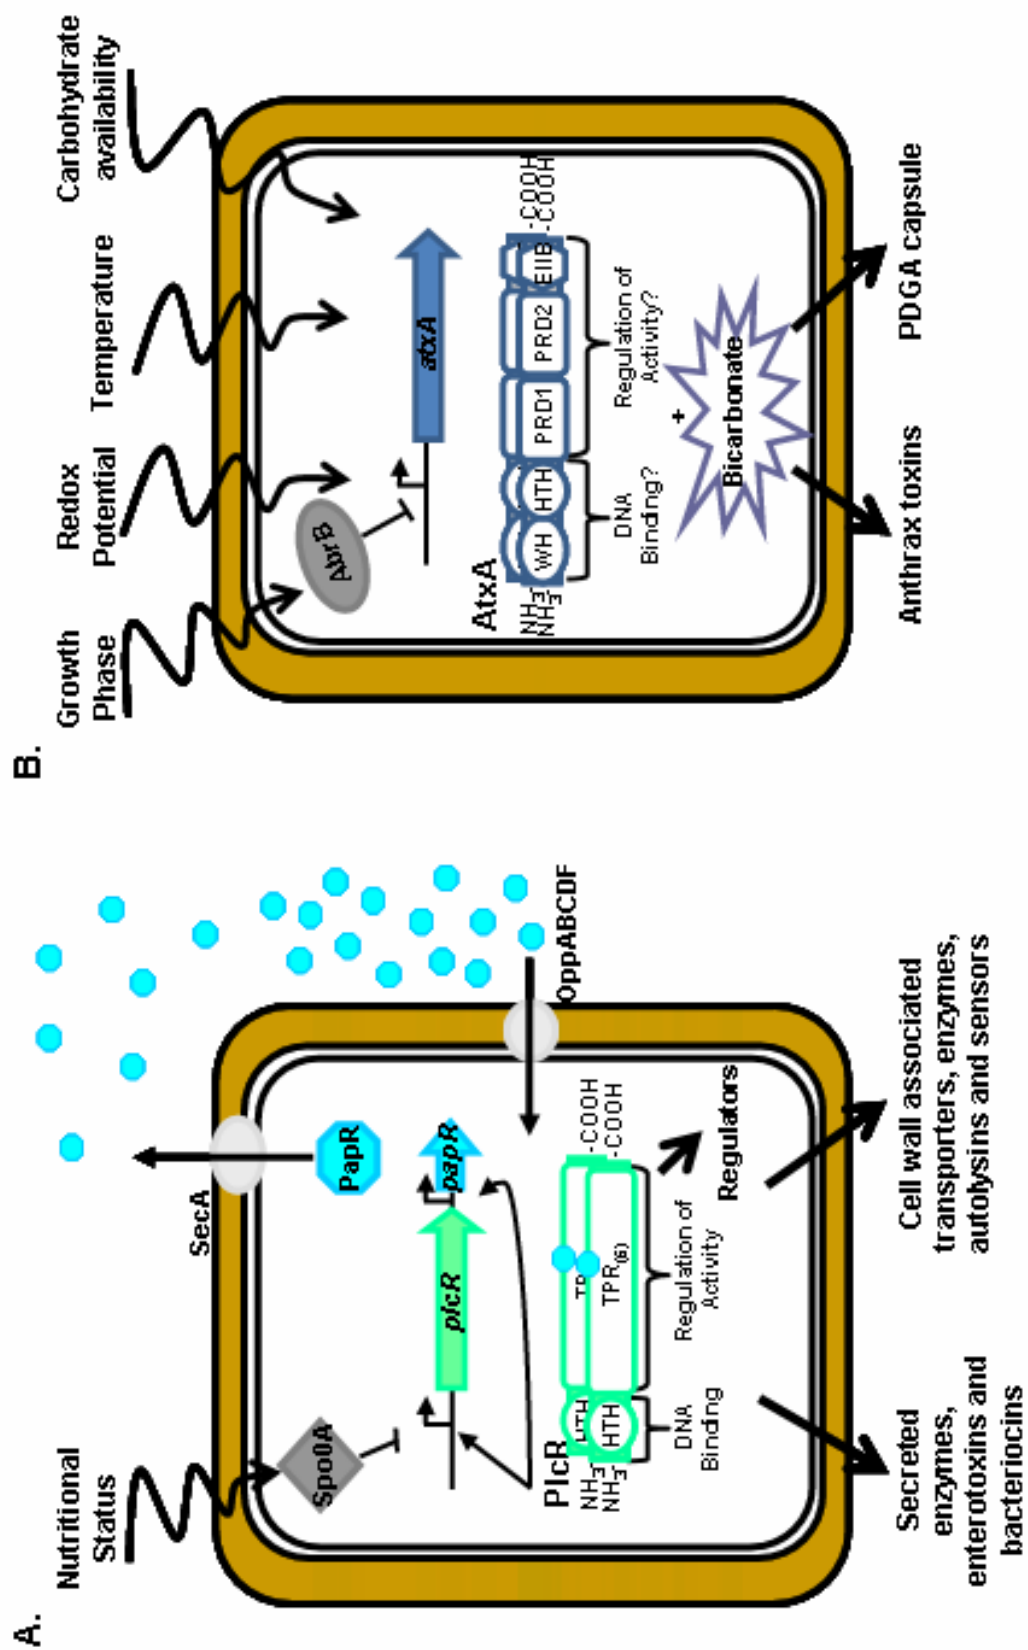 A.
Nutritional
Status
SecA
Spo0A
PapR
plcR
papR
OppABCDF
PlcR
NH3
NH3
HTH
HTH
TPR(6)
-COOH
-COOH
DNA
Binding
Regulation of
Activity
Regulators
Secreted
enzymes,
enterotoxins and
bacteriocins
Cell wall associated
transporters, enzymes,
autolysins and sensors
B.
Growth
Phase
Redox
Potential
Temperature
Carbohydrate
availability
AbrB
atxA
AtxA
NH3
NH3
WH
HTH
PRD1
PRD2
EIIB
-COOH
-COOH
DNA
Binding?
Regulation of
Activity?
+
Bicarbonate
Anthrax toxins
PDGA capsule